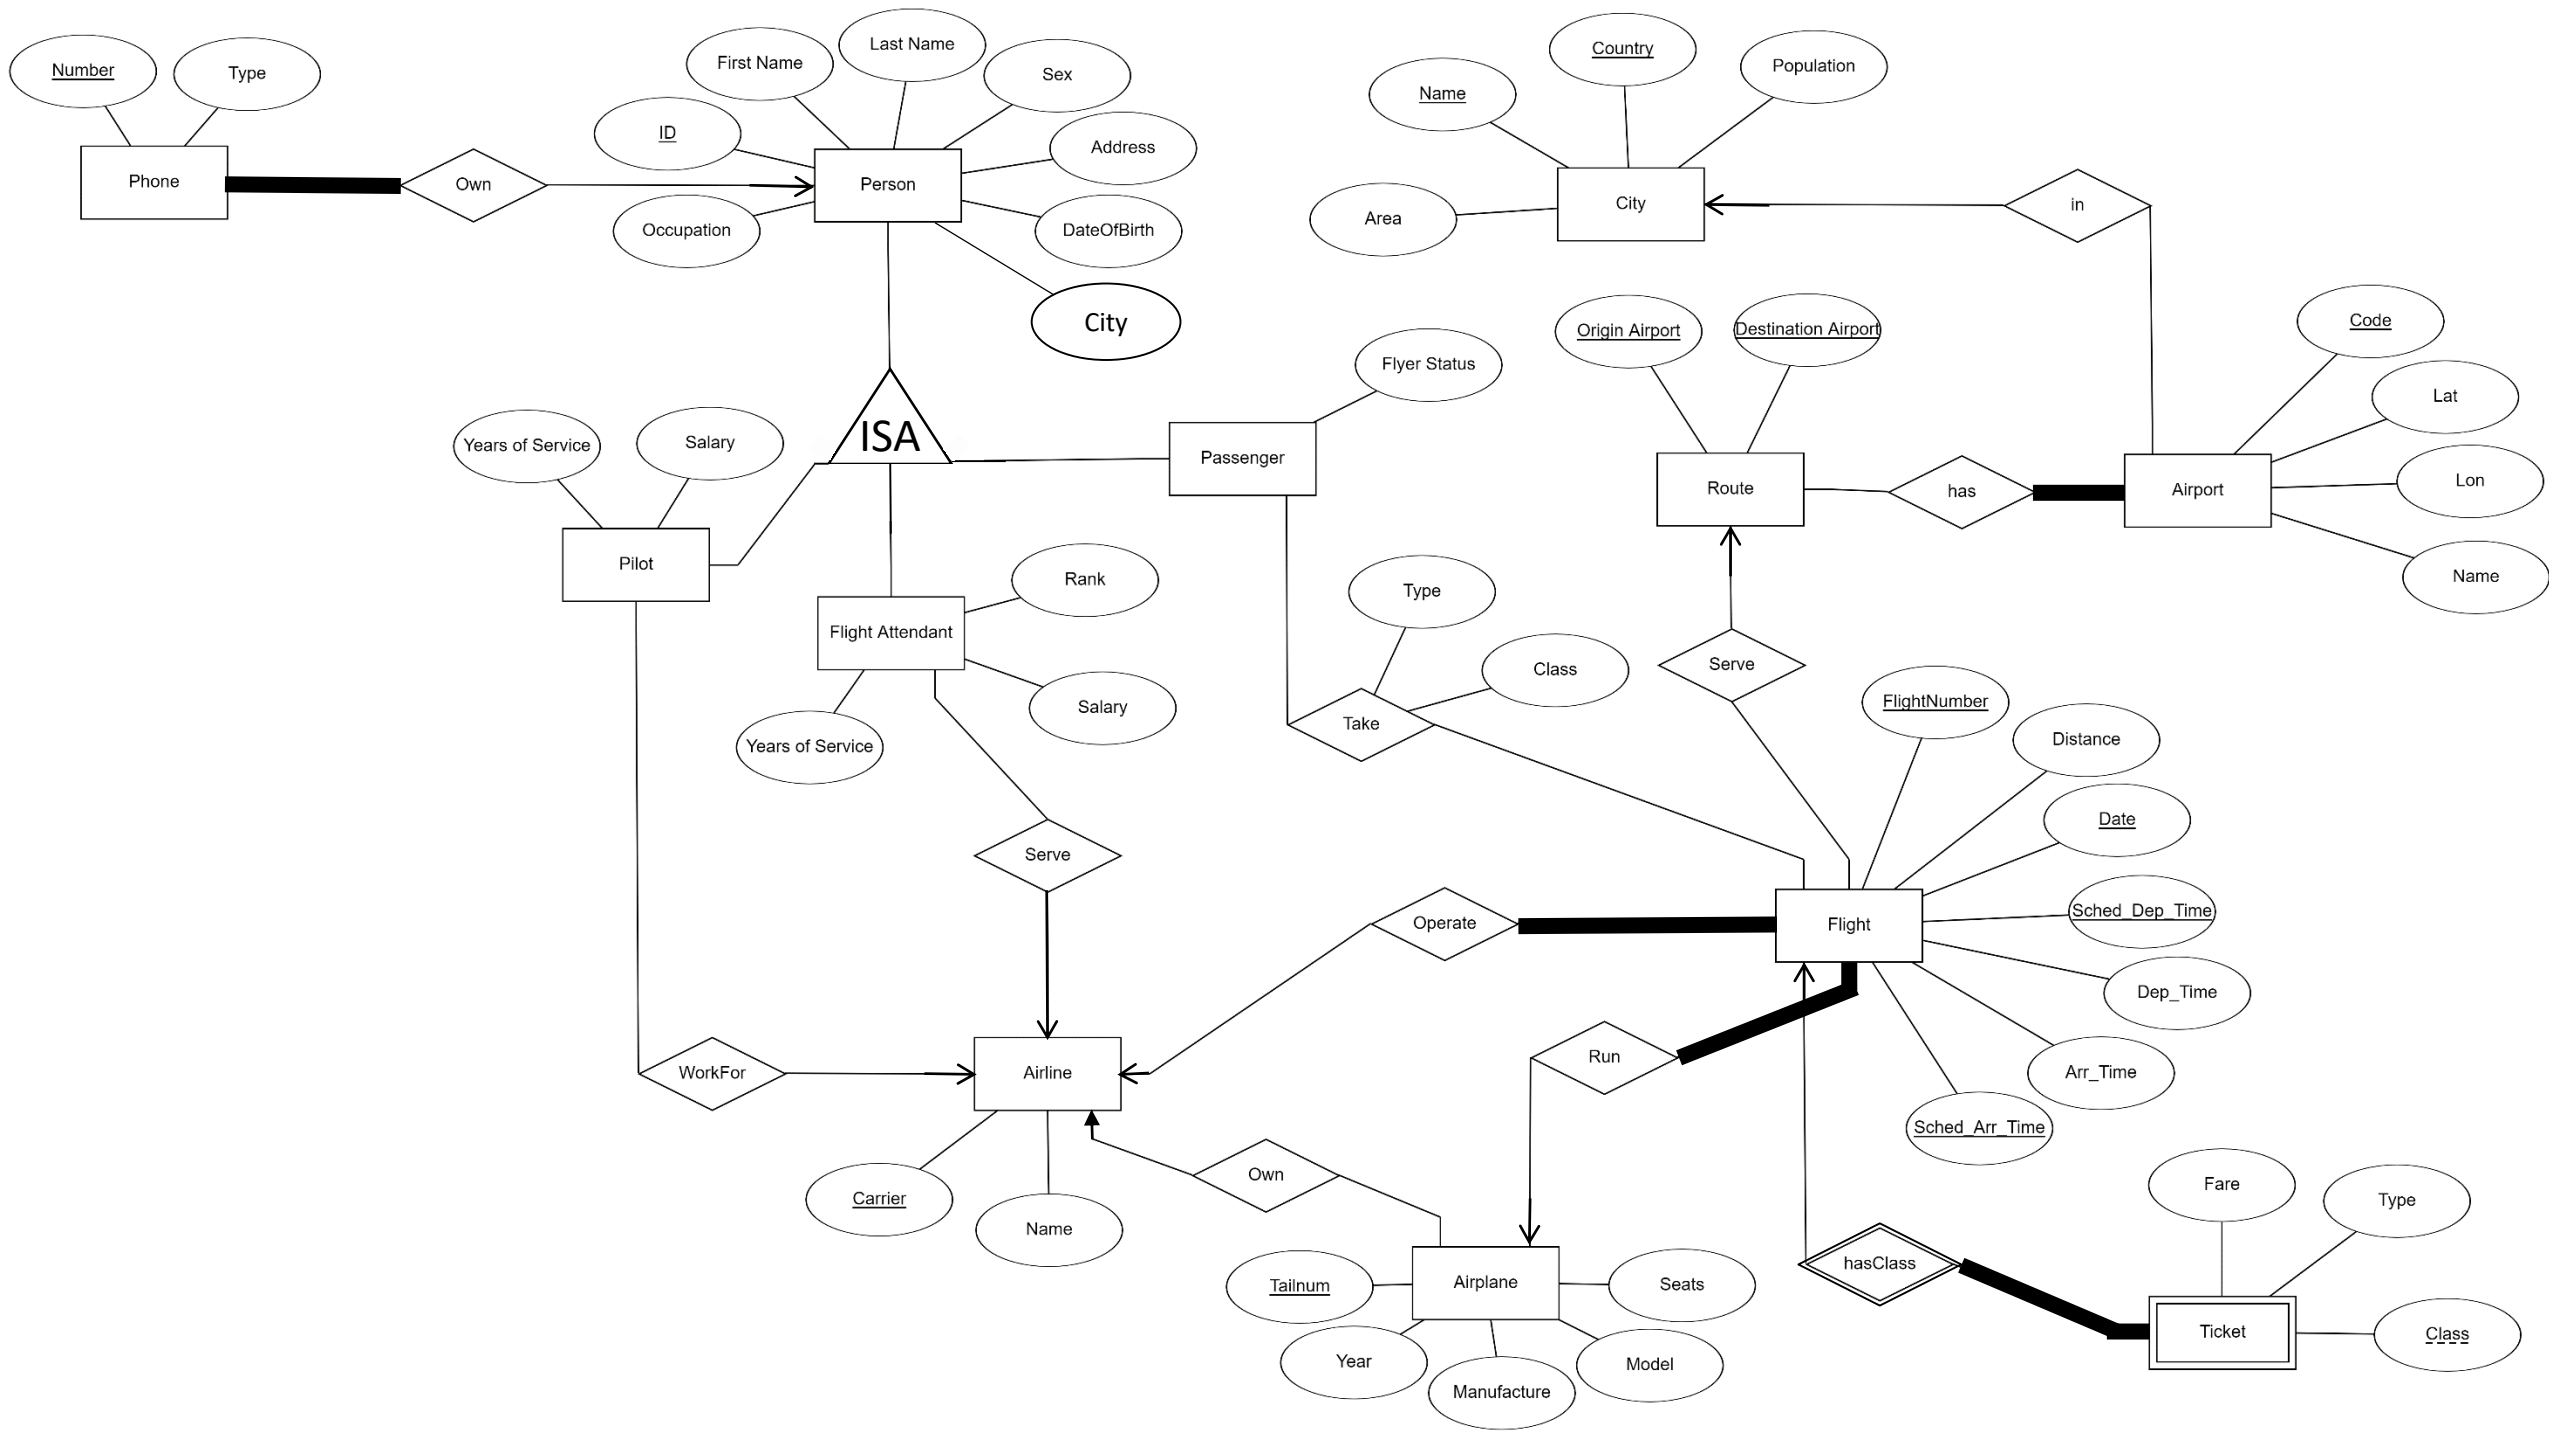 Number
Type
Phone
Own
First Name
Last Name
Sex
ID
Address
Person
Occupation
DateOfBirth
City
ISA
Name
Country
Population
Area
City
in
Origin Airport
Destination Airport
Code
Lat
Lon
Name
Route
has
Airport
Flyer Status
Passenger
Years of Service
Salary
Pilot
Flight Attendant
Rank
Salary
Years of Service
Type
Class
Take
Serve
Serve
FlightNumber
Distance
Date
Sched_Dep_Time
Dep_Time
Arr_Time
Sched_Arr_Time
Flight
Operate
Run
WorkFor
Airline
Carrier
Name
Own
Tailnum
Airplane
Seats
Year
Manufacture
Model
hasClass
Fare
Type
Ticket
Class